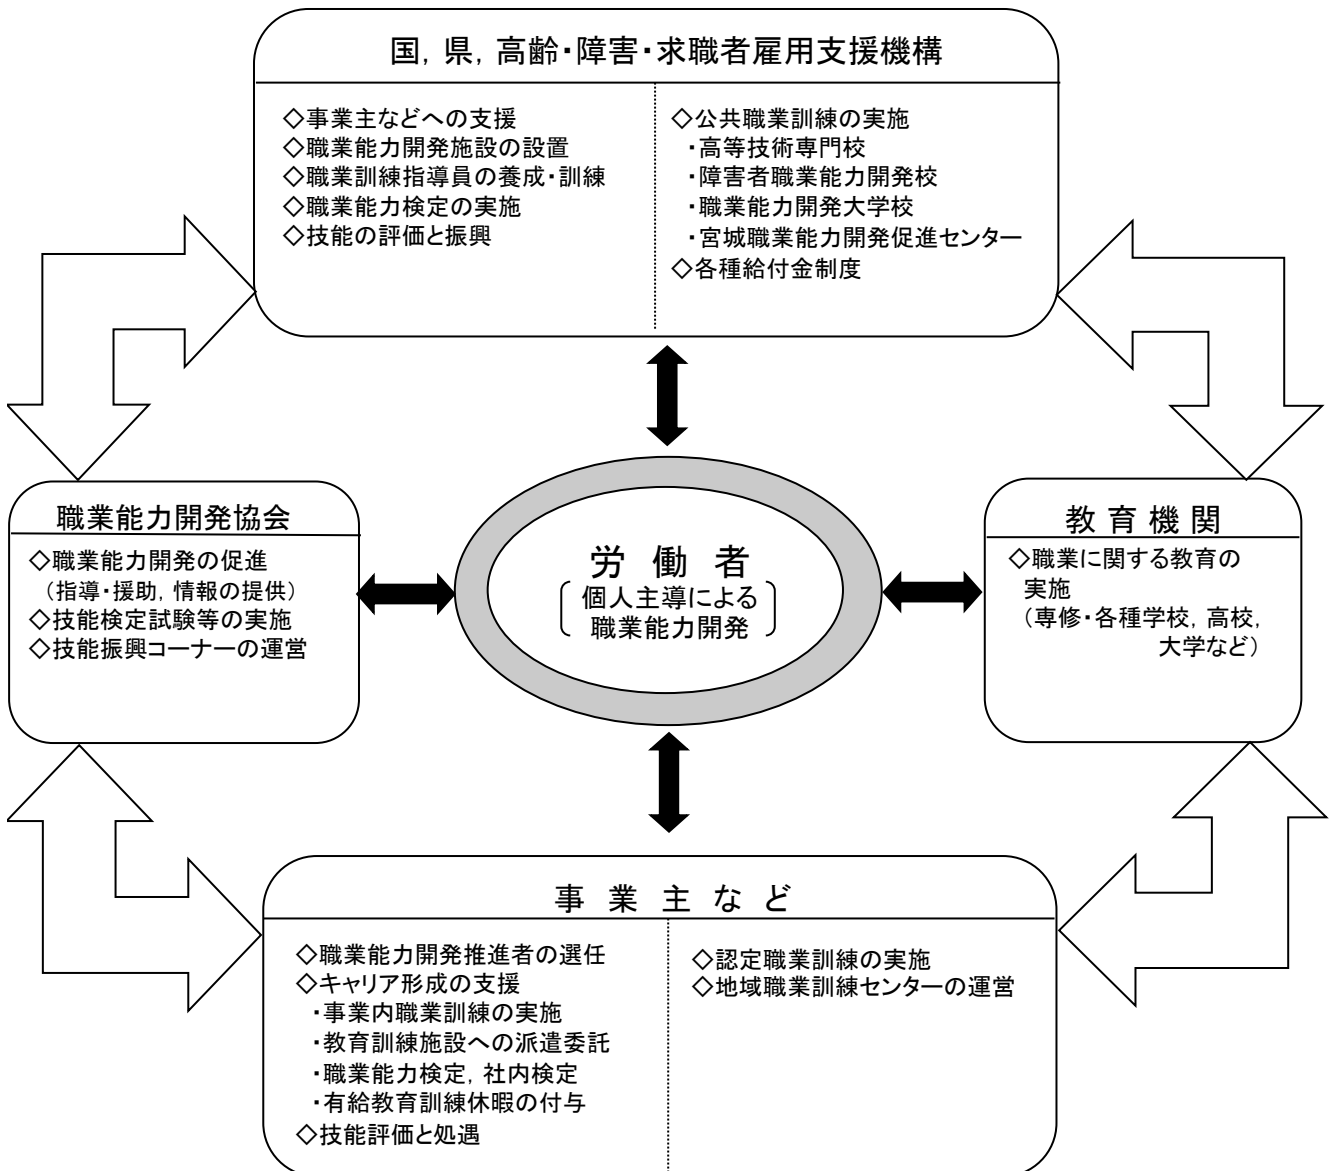 国，県，高齢・障害・求職者雇用支援機構
◇事業主などへの支援
◇職業能力開発施設の設置
◇職業訓練指導員の養成・訓練
◇職業能力検定の実施
◇技能の評価と振興
◇公共職業訓練の実施
・高等技術専門校
・障害者職業能力開発校
・職業能力開発大学校
・宮城職業能力開発促進センター
◇各種給付金制度
職業能力開発協会
◇職業能力開発の促進
（指導・援助，情報の提供）
◇技能検定試験等の実施
◇技能振興コーナーの運営
労働者
個人主導による
職業能力開発
教育機関
◇職業に関する教育の
実施
（専修・各種学校，高校，
大学など）
事業主など
◇職業能力開発推進者の選任
◇キャリア形成の支援
・事業内職業訓練の実施
・教育訓練施設への派遣委託
・職業能力検定，社内検定
・有給教育訓練休暇の付与
◇技能評価と処遇
◇認定職業訓練の実施
◇地域職業訓練センターの運営